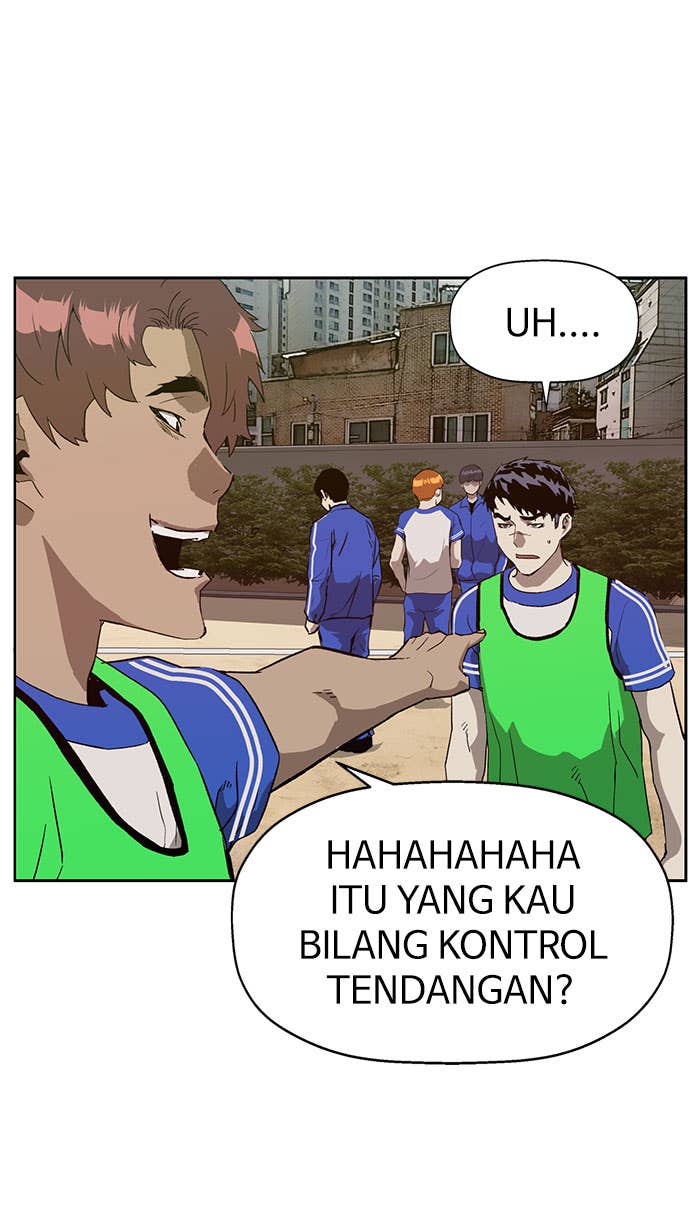 UH....
HAHAHAHAHA
ITU YANG KAU
BILANG KONTROL
TENDANGAN?